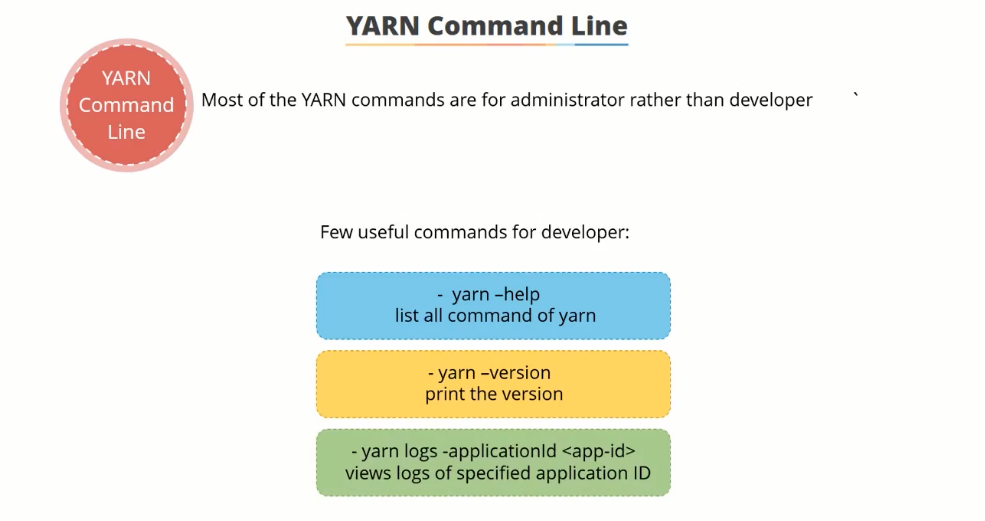 YARN Command Line
YARN
Command
Line
Most of the YARN commands are for administrator rather than developer `
Few useful commands for developer:
- yarn –help
list all command of yarn
- yarn –version
print the version
- yarn logs -applicationId <app-id>
views logs of specified application ID